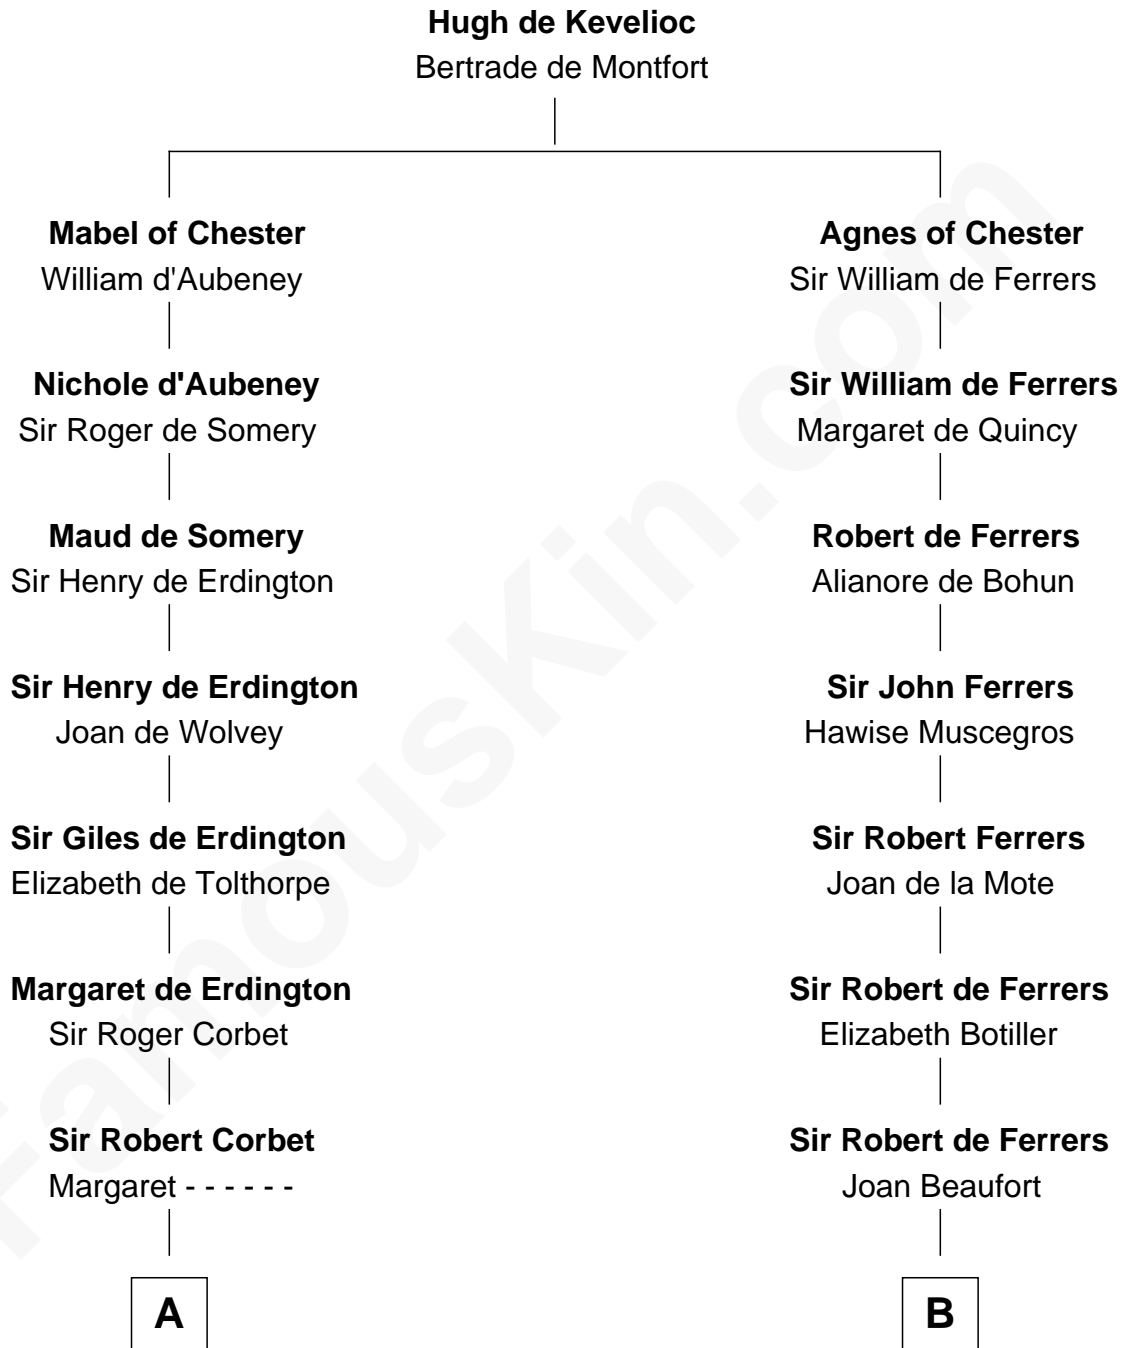 Hugh de Kevelioc
Bertrade de Montfort
Mabel of Chester
William d'Aubeney
Nichole d'Aubeney
Sir Roger de Somery
Maud de Somery
Sir Henry de Erdington
Sir Henry de Erdington
Joan de Wolvey
Sir Giles de Erdington
Elizabeth de Tolthorpe
Margaret de Erdington
Sir Roger Corbet
Sir Robert Corbet
Margaret - - - - - -
A
Agnes of Chester
Sir William de Ferrers
Sir William de Ferrers
Margaret de Quincy
Robert de Ferrers
Alianore de Bohun
Sir John Ferrers
Hawise Muscegros
Sir Robert Ferrers
Joan de la Mote
Sir Robert de Ferrers
Elizabeth Botiller
Sir Robert de Ferrers
Joan Beaufort
B
FamousKin.com